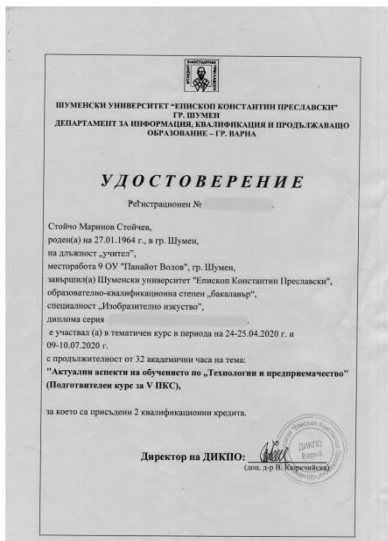 ШУМЕНСКИ УНИВЕРСИТЕТ "ЕПИСКОП КОНСТАНТИН ПРЕСЛАВСКИ"
ГР. ШУМЕН
ДЕПАРТАМЕНТ ЗА ИНФОРМАЦИЯ, КВАЛИФИКАЦИЯ И ПРОДЪЛЖАВАЩО
ОБРАЗОВАНИЕ – ГР. ВАРНА
УДОСТОВЕРЕНИЕ
Регистрационен №
Стойчо Маринов Стойчев,
роден(а) на 27.01.1964 г., в гр. Шумен,
на длъжност „учител",
месторабота 9 ОУ "Панайот Волов", гр. Шумен,
завършил(а) Шуменски университет "Епископ Константин Преславски",
образователно-квалификационна степен „бакалавър",
специалност „Изобразително изкуство",
диплома серия
е участвал (а) в тематичен курс в периода на 24-25.04.2020 г. и
09-10.07.2020 г.
с продължителност от 32 академични часа на тема:
"Актуални аспекти на обучението по „Технологии и предприемачество"
(Подготвителен курс за V ПКС),
за което са присъдени 2 квалификационни кредита.
Директор на ДИКПО:
(доц. д-р В. Кюркчийска)
ДИКПО
Варна